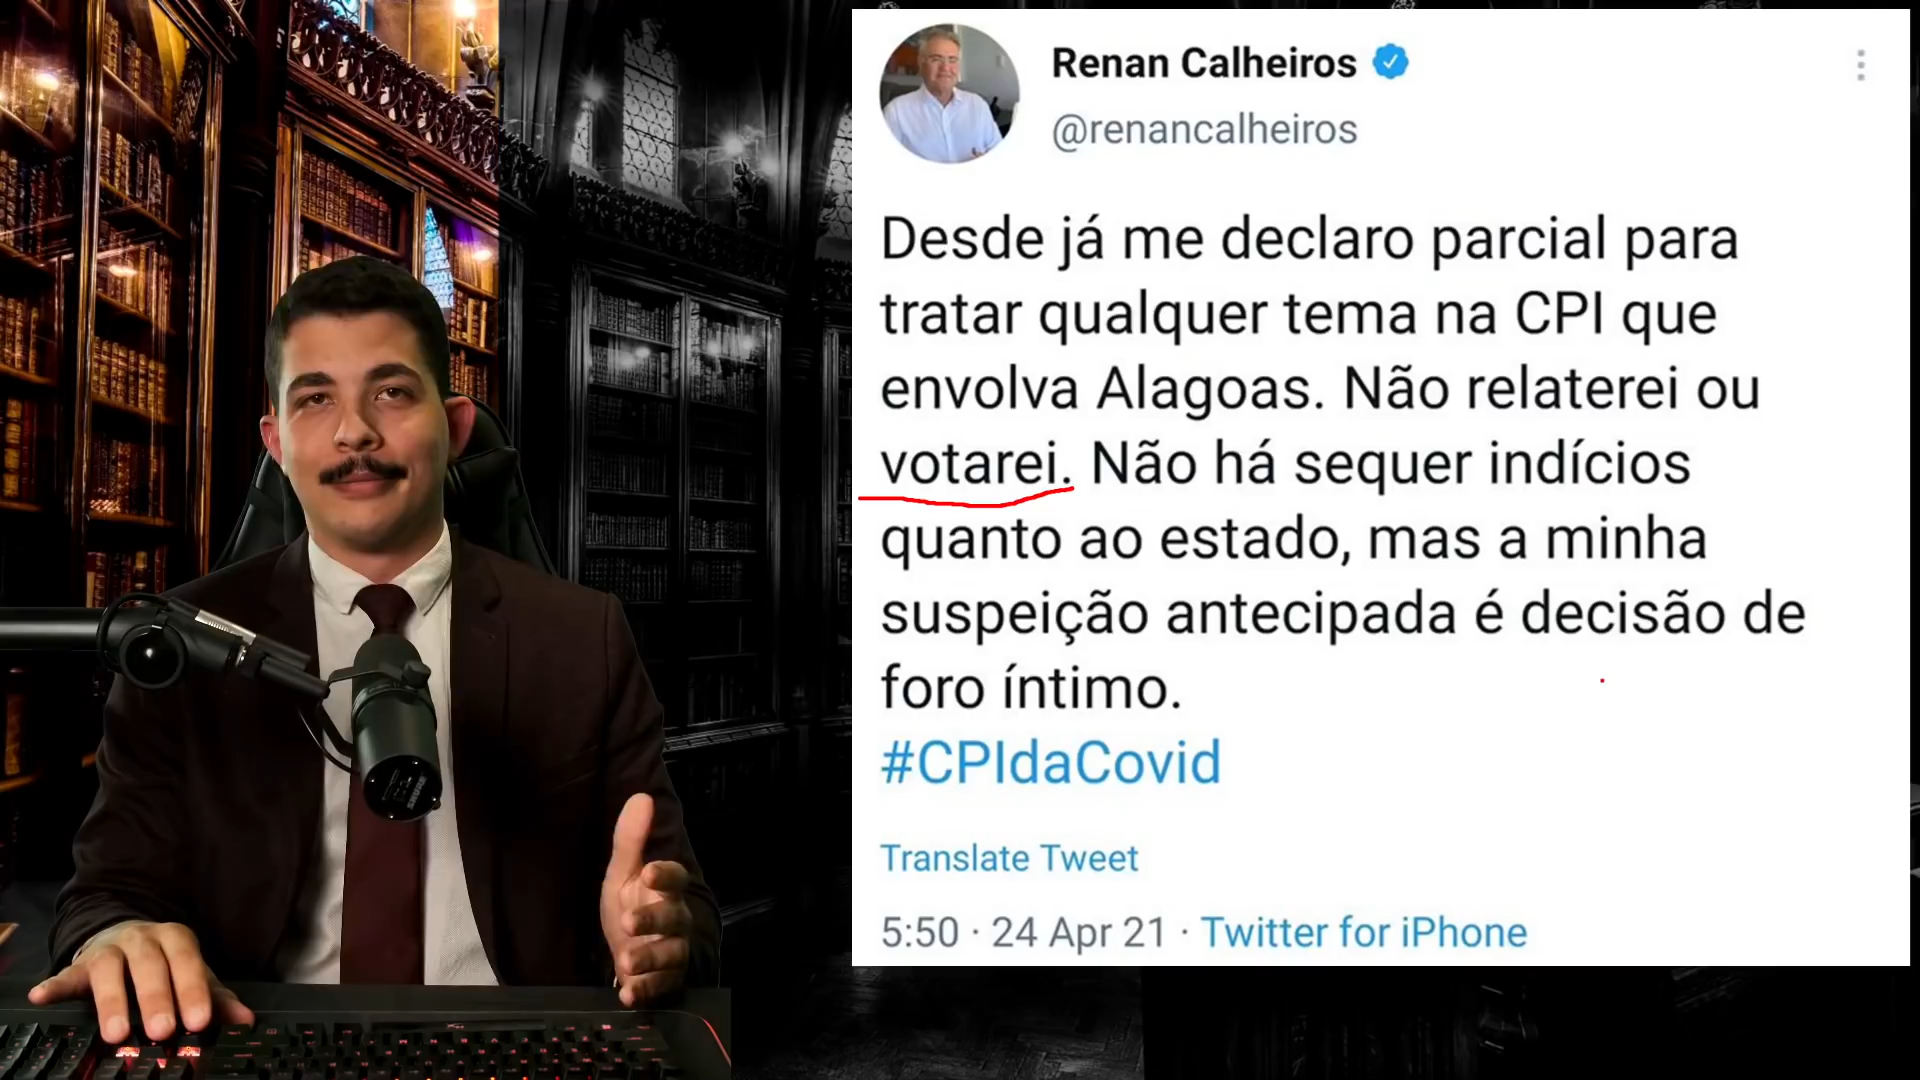 Renan Calheiros
@renancalheiros
Desde já me declaro parcial para
tratar qualquer tema na CPI que
envolva Alagoas. Não relaterei ou
votarei. Não há sequer indícios
quanto ao estado, mas a minha
suspeição antecipada é decisão de
foro íntimo.
#CPIdaCovid
Translate Tweet
5:50 · 24 Apr 21 · Twitter for iPhone
SHURE